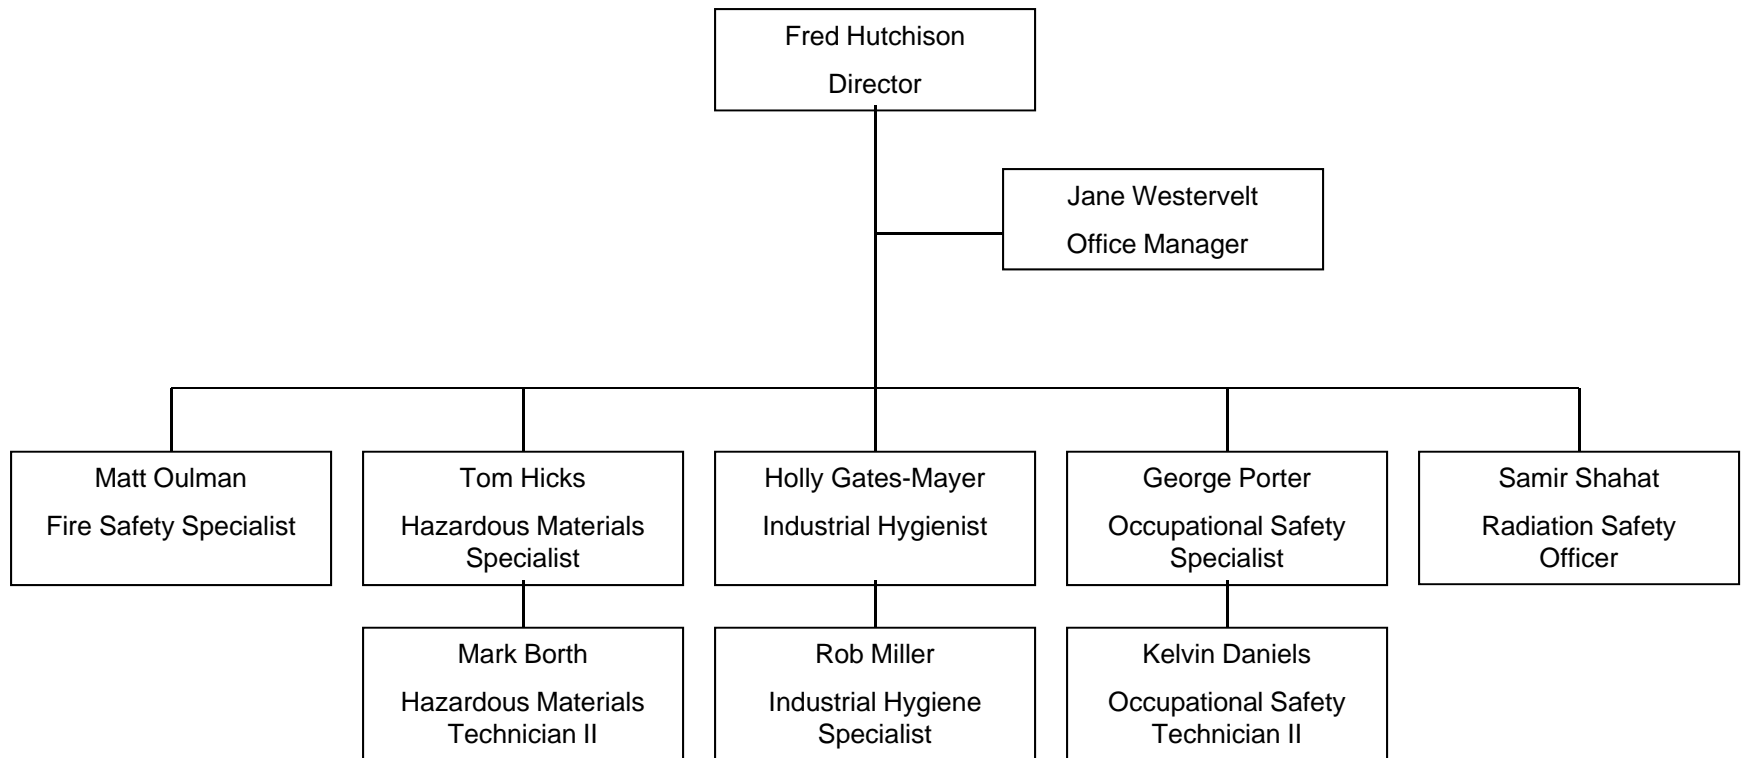 Fred Hutchison
Director
Jane Westervelt
Office Manager
Matt Oulman
Fire Safety Specialist
Tom Hicks
Hazardous Materials
Specialist
Holly Gates-Mayer
Industrial Hygienist
George Porter
Occupational Safety
Specialist
Samir Shahat
Radiation Safety
Officer
Mark Borth
Hazardous Materials
Technician II
Rob Miller
Industrial Hygiene
Specialist
Kelvin Daniels
Occupational Safety
Technician II